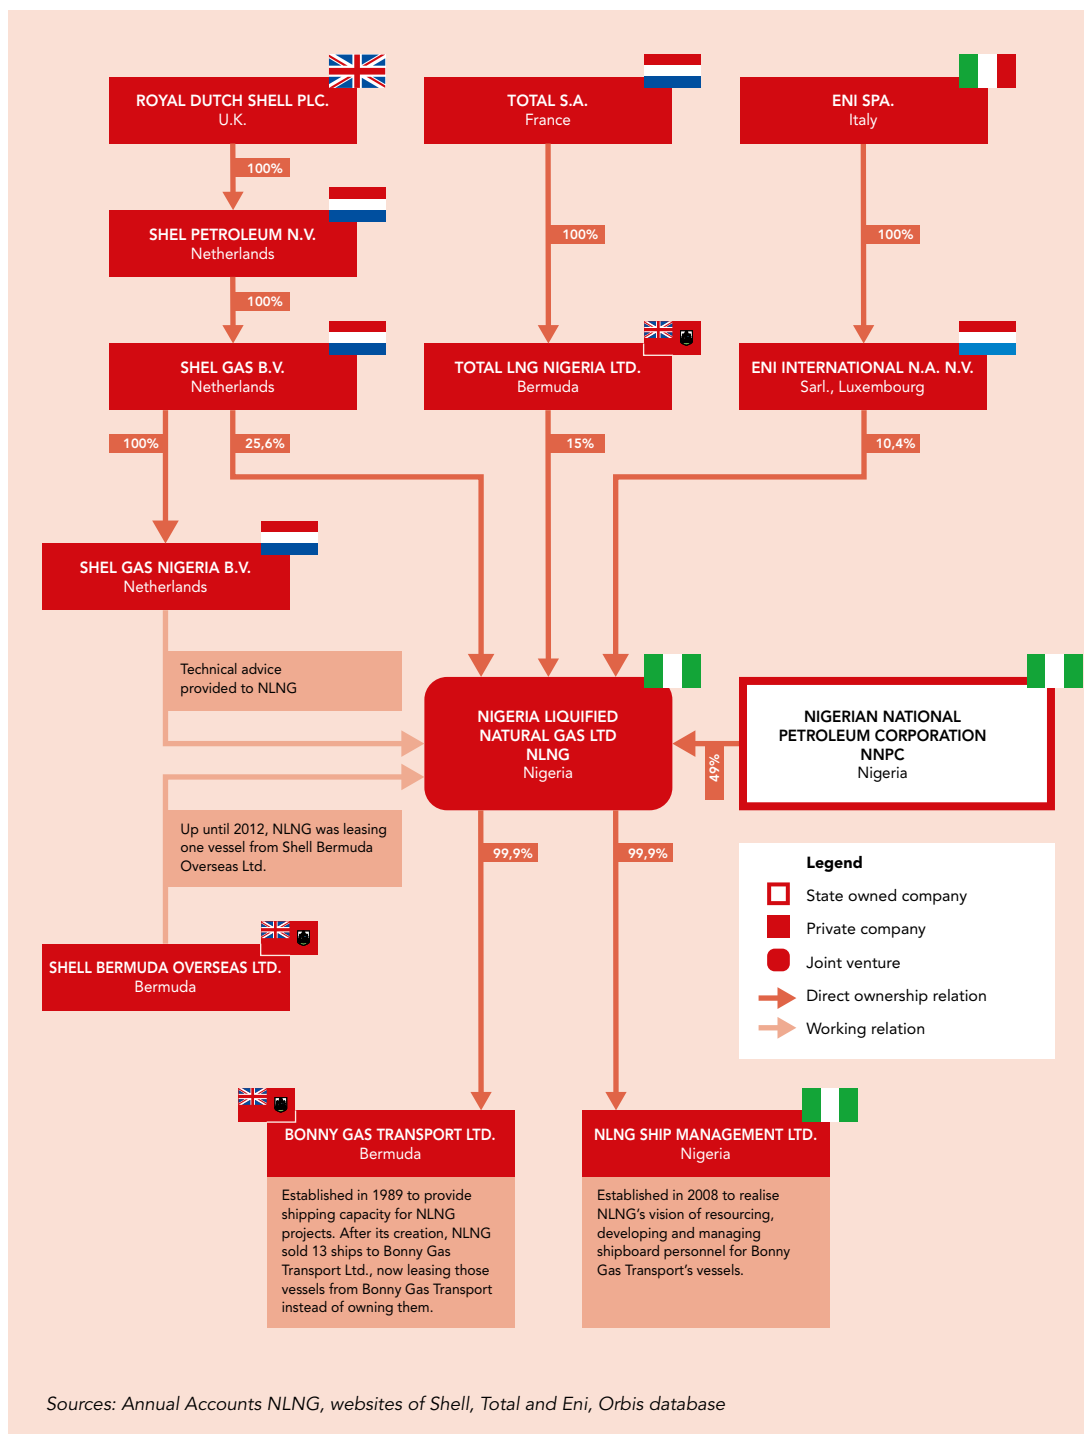 ROYAL DUTCH SHELL PLC.
U.K.
TOTAL S.A.
France
ENI SPA.
Italy
100%
SHEL PETROLEUM N.V.
Netherlands
100%
100%
100%
SHEL GAS B.V.
Netherlands
TOTAL LNG NIGERIA LTD.
Bermuda
ENI INTERNATIONAL N.A. N.V.
Sarl., Luxembourg
100%
25,6%
15%
10,4%
SHEL GAS NIGERIA B.V.
Netherlands
Technical advice
provided to NLNG
NIGERIA LIQUIFIED
NATURAL GAS LTD
NLNG
Nigeria
49%
NIGERIAN NATIONAL
PETROLEUM CORPORATION
NNPC
Nigeria
Up until 2012, NLNG was leasing
one vessel from Shell Bermuda
Overseas Ltd.
99,9%
99,9%
Legend
State owned company
Private company
Joint venture
Direct ownership relation
Working relation
SHELL BERMUDA OVERSEAS LTD.
Bermuda
BONNY GAS TRANSPORT LTD.
Bermuda
Established in 1989 to provide
shipping capacity for NLNG
projects. After its creation, NLNG
sold 13 ships to Bonny Gas
Transport Ltd., now leasing those
vessels from Bonny Gas Transport
instead of owning them.
NLNG SHIP MANAGEMENT LTD.
Nigeria
Established in 2008 to realise
NLNG's vision of resourcing,
developing and managing
shipboard personnel for Bonny
Gas Transport's vessels.
Sources: Annual Accounts NLNG, websites of Shell, Total and Eni, Orbis database